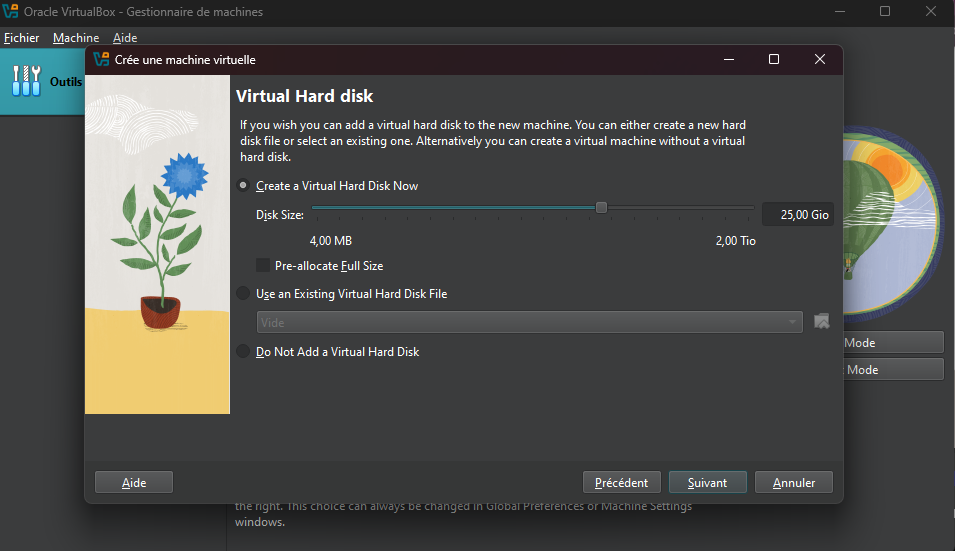 Oracle VirtualBox - Gestionnaire de machines
Fichier Machine Aide
Outils
Crée une machine virtuelle
Virtual Hard disk
If you wish you can add a virtual hard disk to the new machine. You can either create a new hard
disk file or select an existing one. Alternatively you can create a virtual machine without a virtual
hard disk.
Create a Virtual Hard Disk Now
Disk Size:
25,00 Gio
4,00 MB
2,00 Tio
Pre-allocate Full Size
Use an Existing Virtual Hard Disk File
Vide
Do Not Add a Virtual Hard Disk
Mode
Mode
Aide
Précédent
Suivant
Annuler
the right. This choice can always be changed in Global Preferences or Machine Settings
windows.